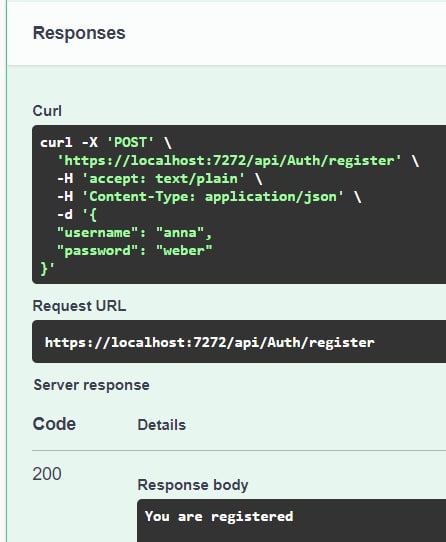 Responses
Curl
curl -X 'POST' \
  'https://localhost:7272/api/Auth/register' \
  -H 'accept: text/plain' \
  -H 'Content-Type: application/json' \
  -d '{
  "username": "anna",
  "password": "weber"
}'
Request URL
https://localhost:7272/api/Auth/register
Server response
Code Details
200
Response body
You are registered